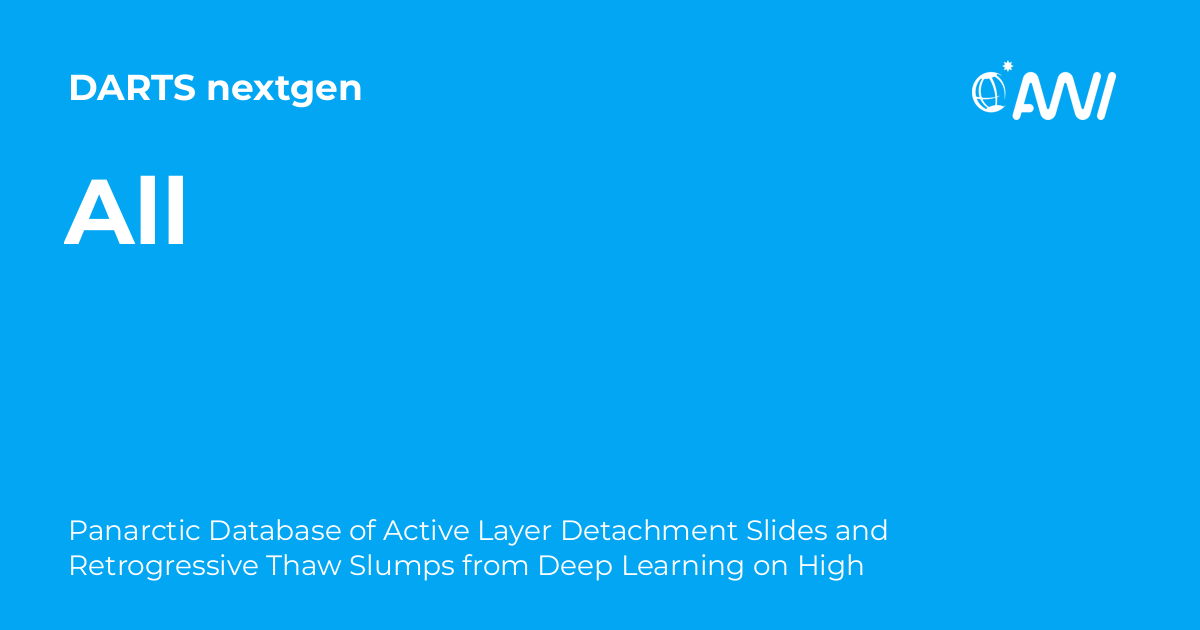 DARTS nextgen
AWI
All
Panarctic Database of Active Layer Detachment Slides and
Retrogressive Thaw Slumps from Deep Learning on High